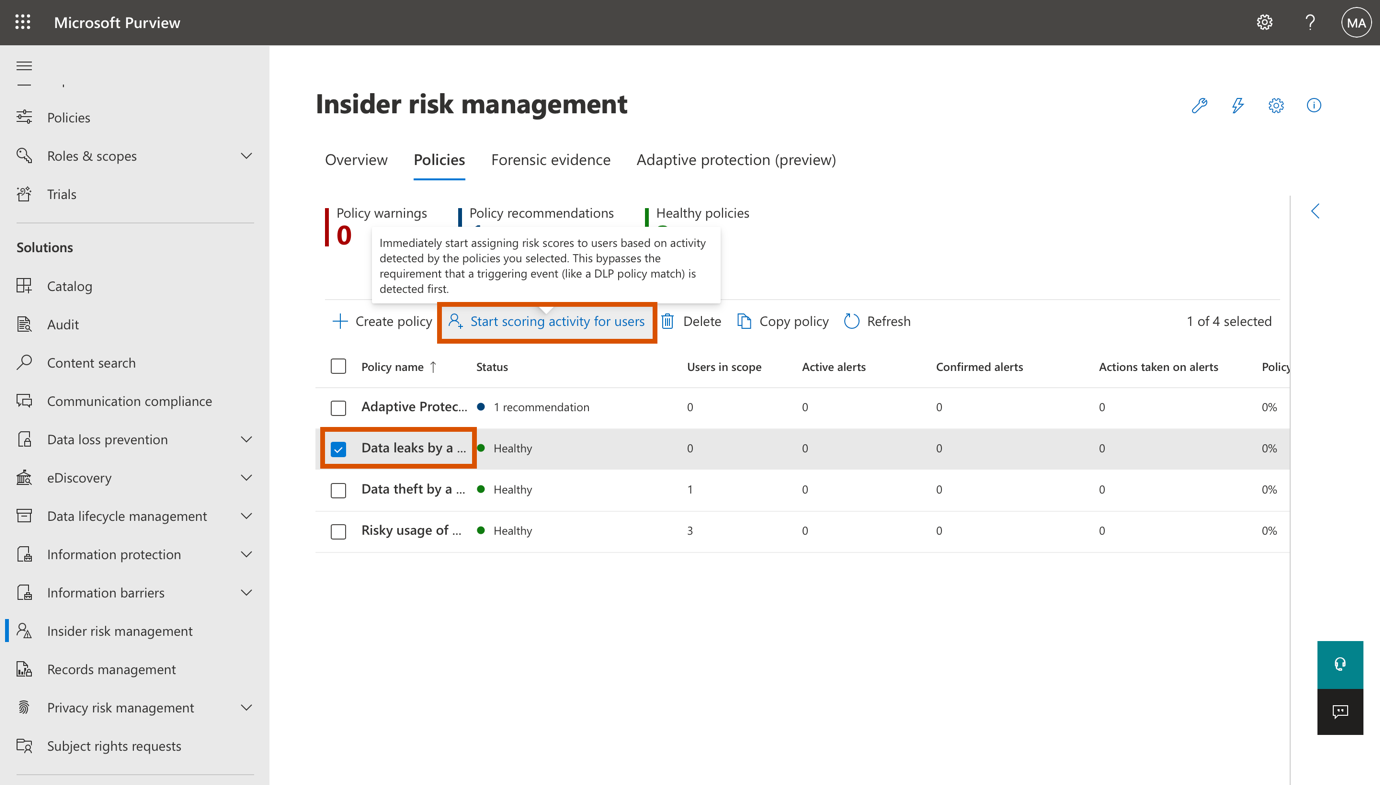 Microsoft Purview
?
MA
Policies
Roles & scopes
Trials
Solutions
Catalog
Audit
Content search
Communication compliance
Data loss prevention
eDiscovery
Data lifecycle management
Information protection
Information barriers
Insider risk management
Records management
Privacy risk management
Subject rights requests
Insider risk management
Overview Policies Forensic evidence Adaptive protection (preview)
Policy warnings Policy recommendations Healthy policies
0
Immediately start assigning risk scores to users based on activity
detected by the policies you selected. This bypasses the
requirement that a triggering event (like a DLP policy match) is
detected first.
Create policy Start scoring activity for users Delete Copy policy Refresh 1 of 4 selected
Policy name ↑ Status Users in scope Active alerts Confirmed alerts Actions taken on alerts Policy
Adaptive Protec... 1 recommendation 0 0 0 0 0%
Data leaks by a ... Healthy 0 0 0 0 0%
Data theft by a ... Healthy 1 0 0 0 0%
Risky usage of ... Healthy 3 0 0 0 0%